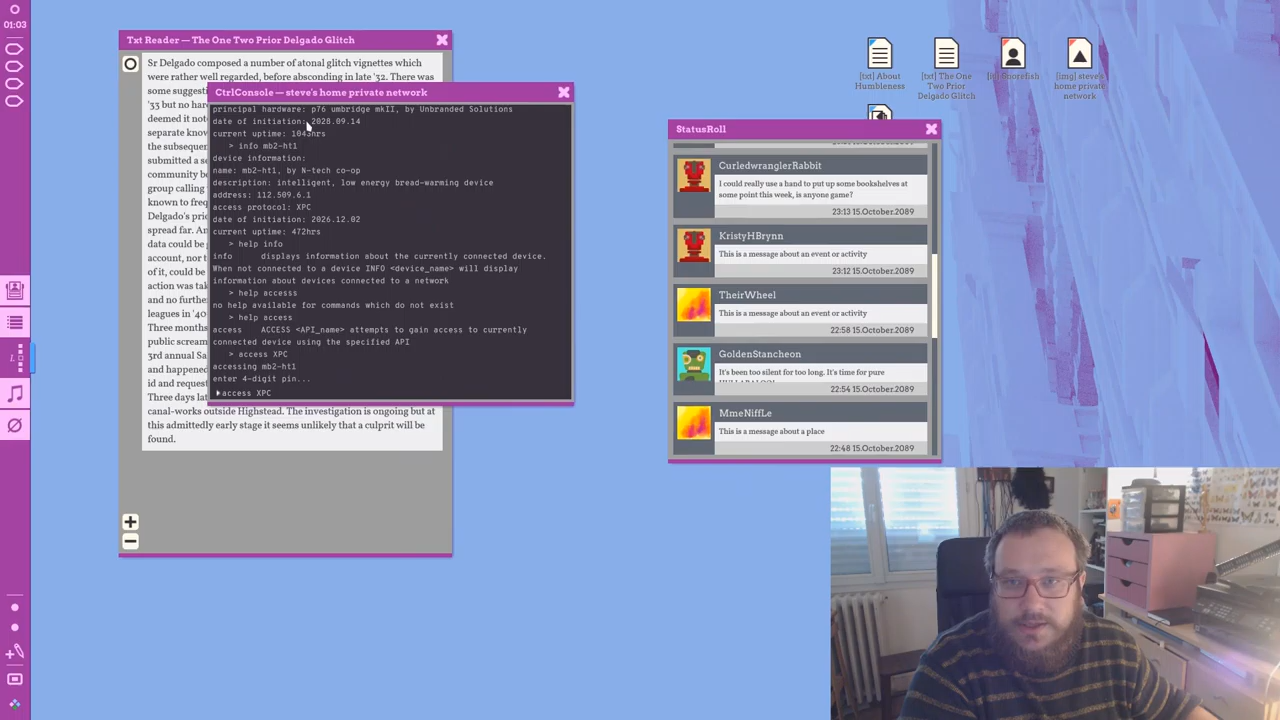 01:03
Txt Reader — The One Two Prior Delgado Glitch
Sr Delgado composed a number of atonal glitch vignettes which
were rather well regarded, before absconding in late '32. There was
some suggesti
'33 but no har
deemed it note
separate note
the subsequen
submitted a se
community be
group calling
known to freq
Delgado's prio
spread far. An
data could be g
account, nor t
of it, could be
action was tak
and no further
leagues in '40
Three months
public scream
3rd annual Sa
and happened
id and request
Three days lat
canal-works outside Highstead. The investigation is ongoing but at
this admittedly early stage it seems unlikely that a culprit will be
found.
CtrlConsole — steve's home private network
principal hardware: p76 umbridge mkII, by Unbranded Solutions
date of initiation: 2028.09.14
current uptime: 1043hrs
> info mb2-ht1
device information:
name: mb2-ht1, by N-tech co-op
description: intelligent, low energy bread-warming device
address: 112.509.6.1
access protocol: XPC
date of initiation: 2026.12.02
current uptime: 472hrs
> help info
info displays information about the currently connected device.
When not connected to a device INFO <device_name> will display
information about devices connected to a network
> help accesss
no help available for commands which do not exist
> help access
access ACCESS <API_name> attempts to gain access to currently
connected device using the specified API
> access XPC
accessing mb2-ht1
enter 4-digit pin...
access XPC
[txt] About
Humbleness
[txt] The One
Two Prior
Delgado Glitch
[img] steve's
home private
network
StatusRoll
CurledwranglerRabbit
I could really use a hand to put up some bookshelves at
some point this week, is anyone game?
23:13 15.October.2089
KristyHBrynn
This is a message about an event or activity
23:12 15.October.2089
TheirWheel
This is a message about an event or activity
22:58 15.October.2089
GoldenStancheon
It's been too silent for too long. It's time for pure
22:54 15.October.2089
MmeNiffLe
This is a message about a place
22:48 15.October.2089